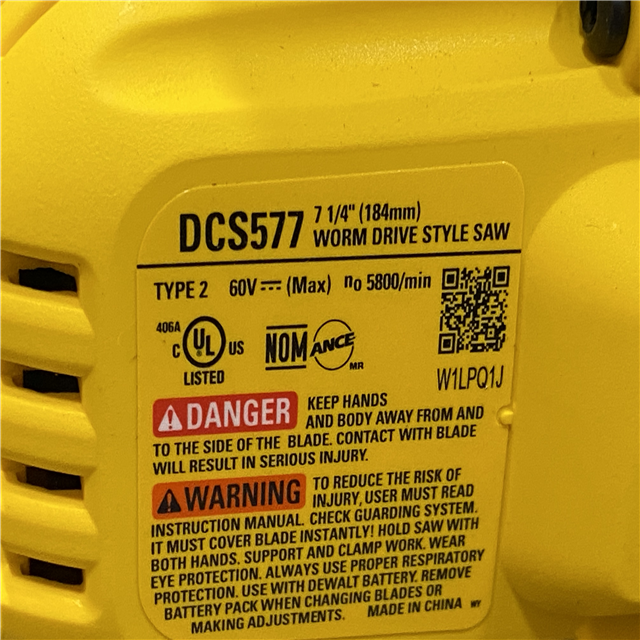 DCS577 7 1/4" (184mm)
WORM DRIVE STYLE SAW
TYPE 2 60V⎓ (Max) n₀ 5800/min
406A
C UL US
LISTED
NOM ANCE
MR
W1LPQ1J
DANGER KEEP HANDS
AND BODY AWAY FROM AND
TO THE SIDE OF THE BLADE. CONTACT WITH BLADE
WILL RESULT IN SERIOUS INJURY.
WARNING TO REDUCE THE RISK OF
INJURY, USER MUST READ
INSTRUCTION MANUAL. CHECK GUARDING SYSTEM.
IT MUST COVER BLADE INSTANTLY! HOLD SAW WITH
BOTH HANDS. SUPPORT AND CLAMP WORK. WEAR
EYE PROTECTION. ALWAYS USE PROPER RESPIRATORY
PROTECTION. USE WITH DEWALT BATTERY. REMOVE
BATTERY PACK WHEN CHANGING BLADES OR
MAKING ADJUSTMENTS. MADE IN CHINA WY